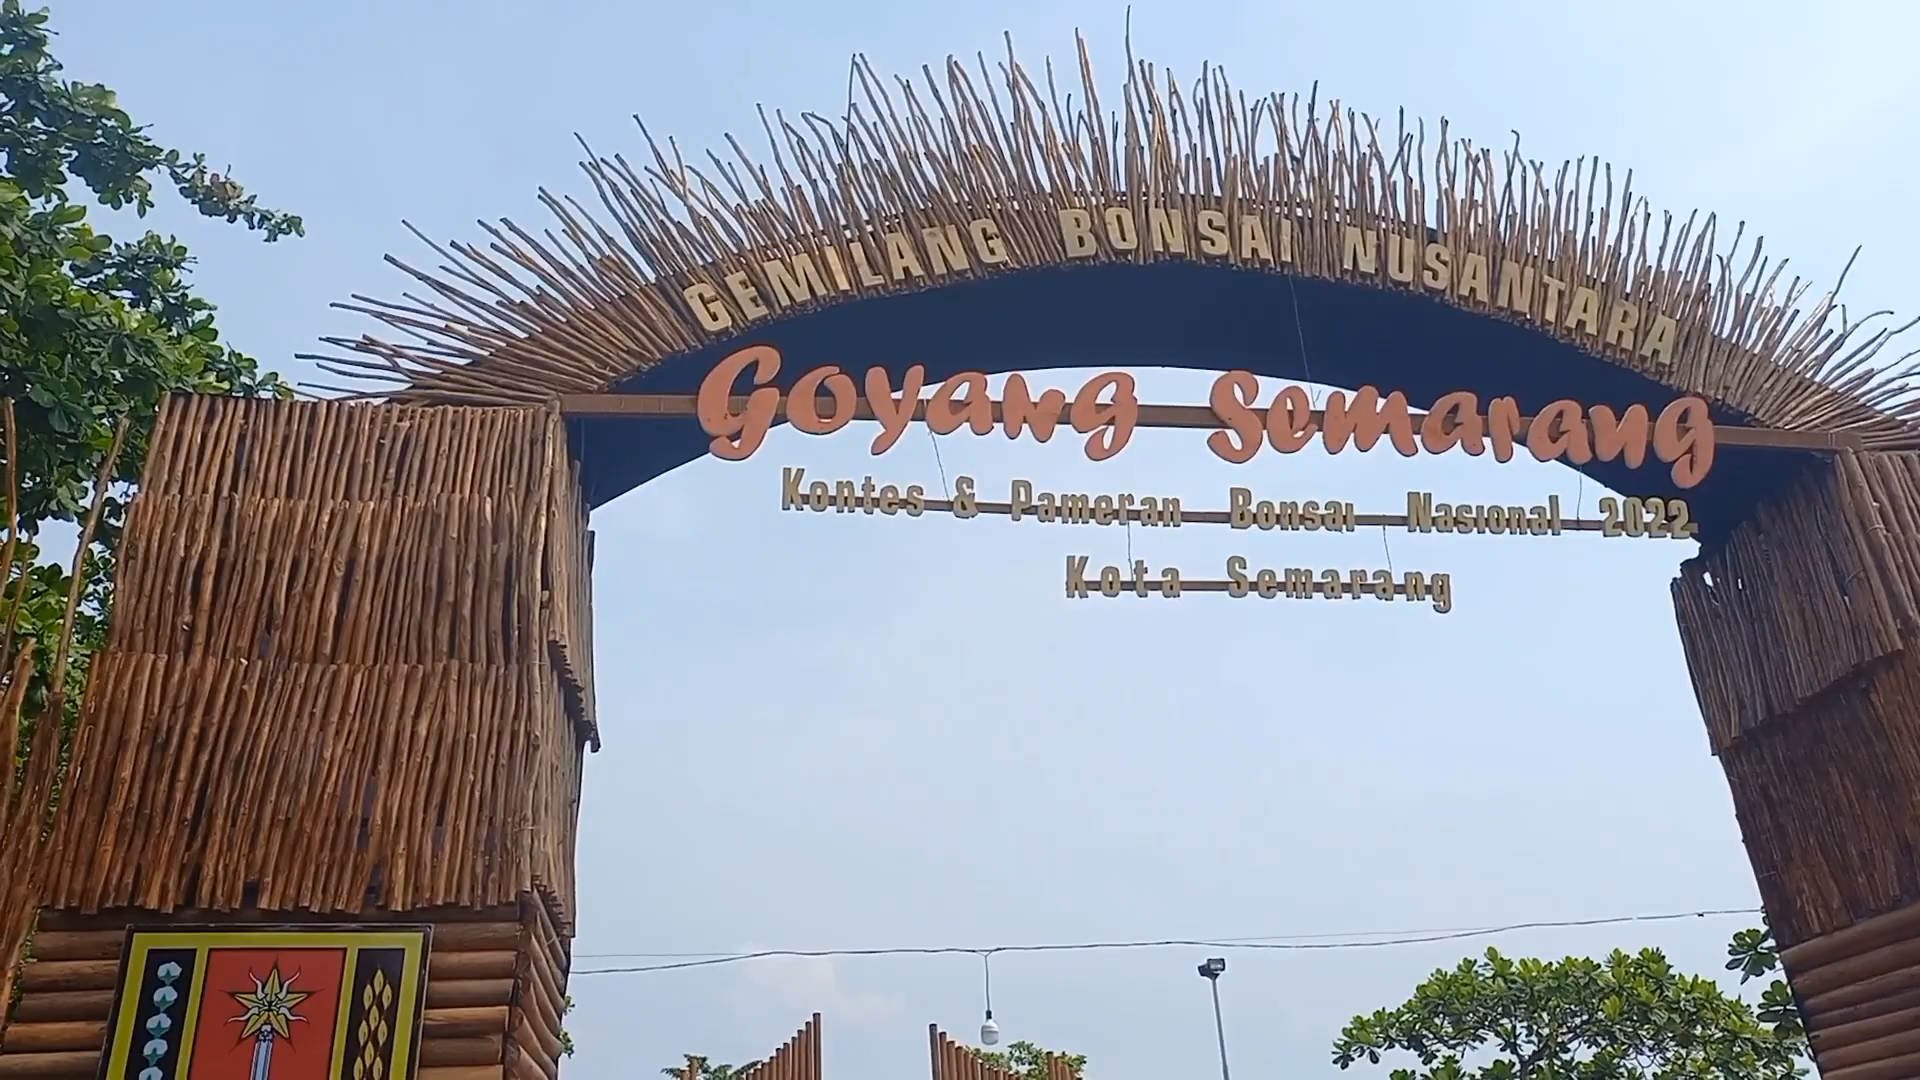 GEMILANG BONSAI NUSANTARA
Goyang Semarang
Kontes & Pameran Bonsai Nasional 2022
Kota Semarang